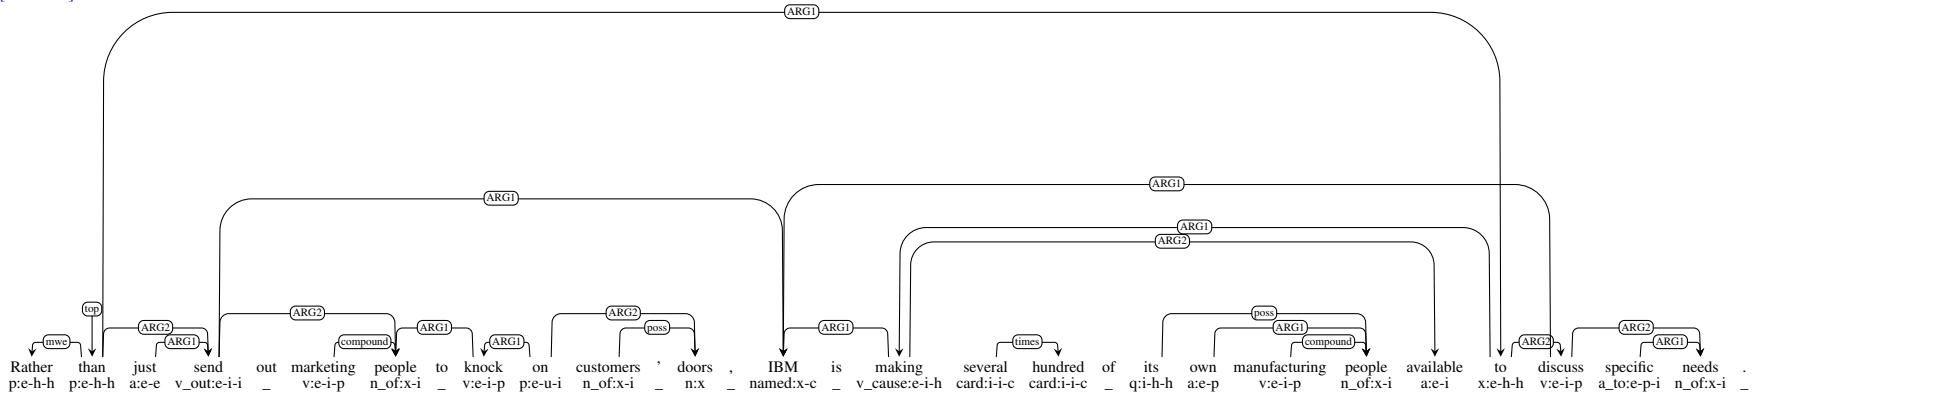 ARG1
ARG1
ARG1
ARG1
ARG2
top
ARG2 ARG2 poss
ARG2 ARG1 poss ARG1 ARG1 ARG2
mwe ARG1 compound ARG1 times compound ARG2 ARG1
Rather than just send out marketing people to knock on customers ' doors , IBM is making several hundred of its own manufacturing people available to discuss specific needs .
p:e-h-h p:e-h-h a:e-e v_out:e-i-i _ v:e-i-p n_of:x-i _ v:e-i-p p:e-u-i n_of:x-i _ n:x _ named:x-c _ v_cause:e-i-h card:i-i-c card:i-i-c _ q:i-h-h a:e-p v:e-i-p n_of:x-i a:e-i x:e-h-h v:e-i-p a_to:e-p-i n_of:x-i _